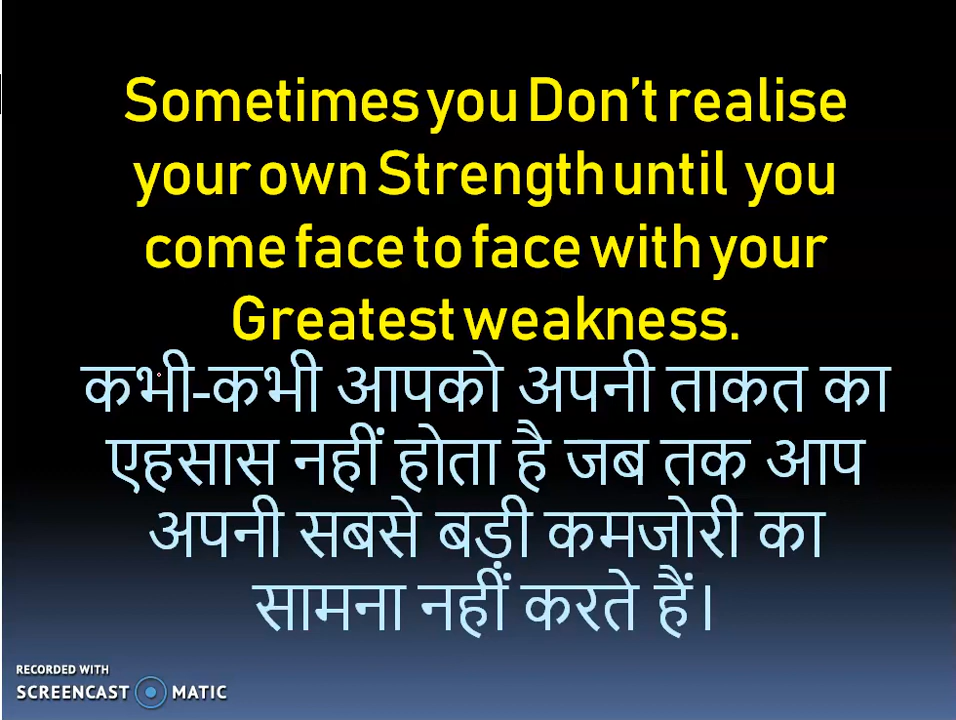 Sometimes you Don't realise
your own Strength until you
come face to face with your
Greatest weakness.
कभी-कभी आपको अपनी ताकत का
एहसास नहीं होता है जब तक आप
अपनी सबसे बड़ी कमजोरी का
सामना नहीं करते हैं।
RECORDED WITH
SCREENCAST MATIC